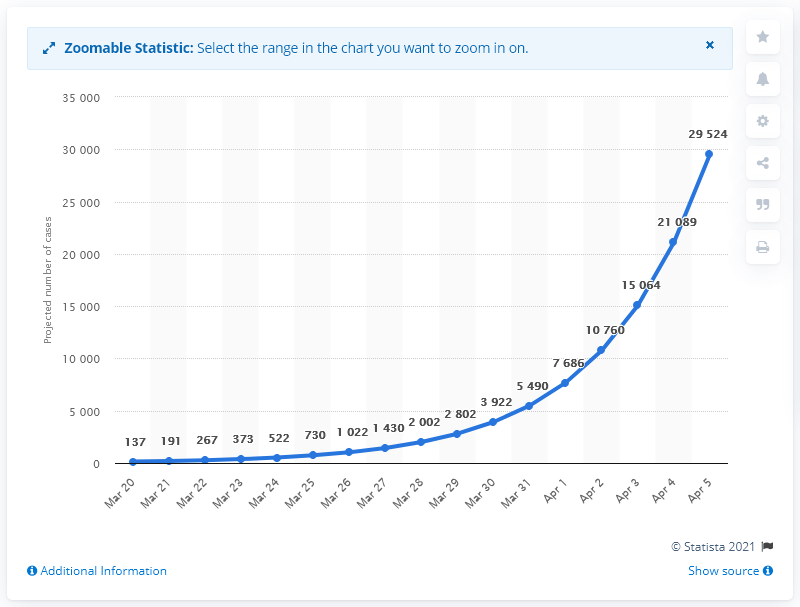 Zoomable Statistic: Select the range in the chart you want to zoom in on.
35 000
30 000
25 000
20 000
15 000
10 000
5 000
0
Projected number of cases
137
191
267
373
522
730
1 022
1 430
2 002
2 802
3 922
5 490
7 686
10 760
15 064
21 089
29 524
Mar 20
Mar 21
Mar 22
Mar 23
Mar 24
Mar 25
Mar 26
Mar 27
Mar 28
Mar 29
Mar 30
Mar 31
Apr 1
Apr 2
Apr 3
Apr 4
Apr 5
© Statista 2021
Additional Information
Show source